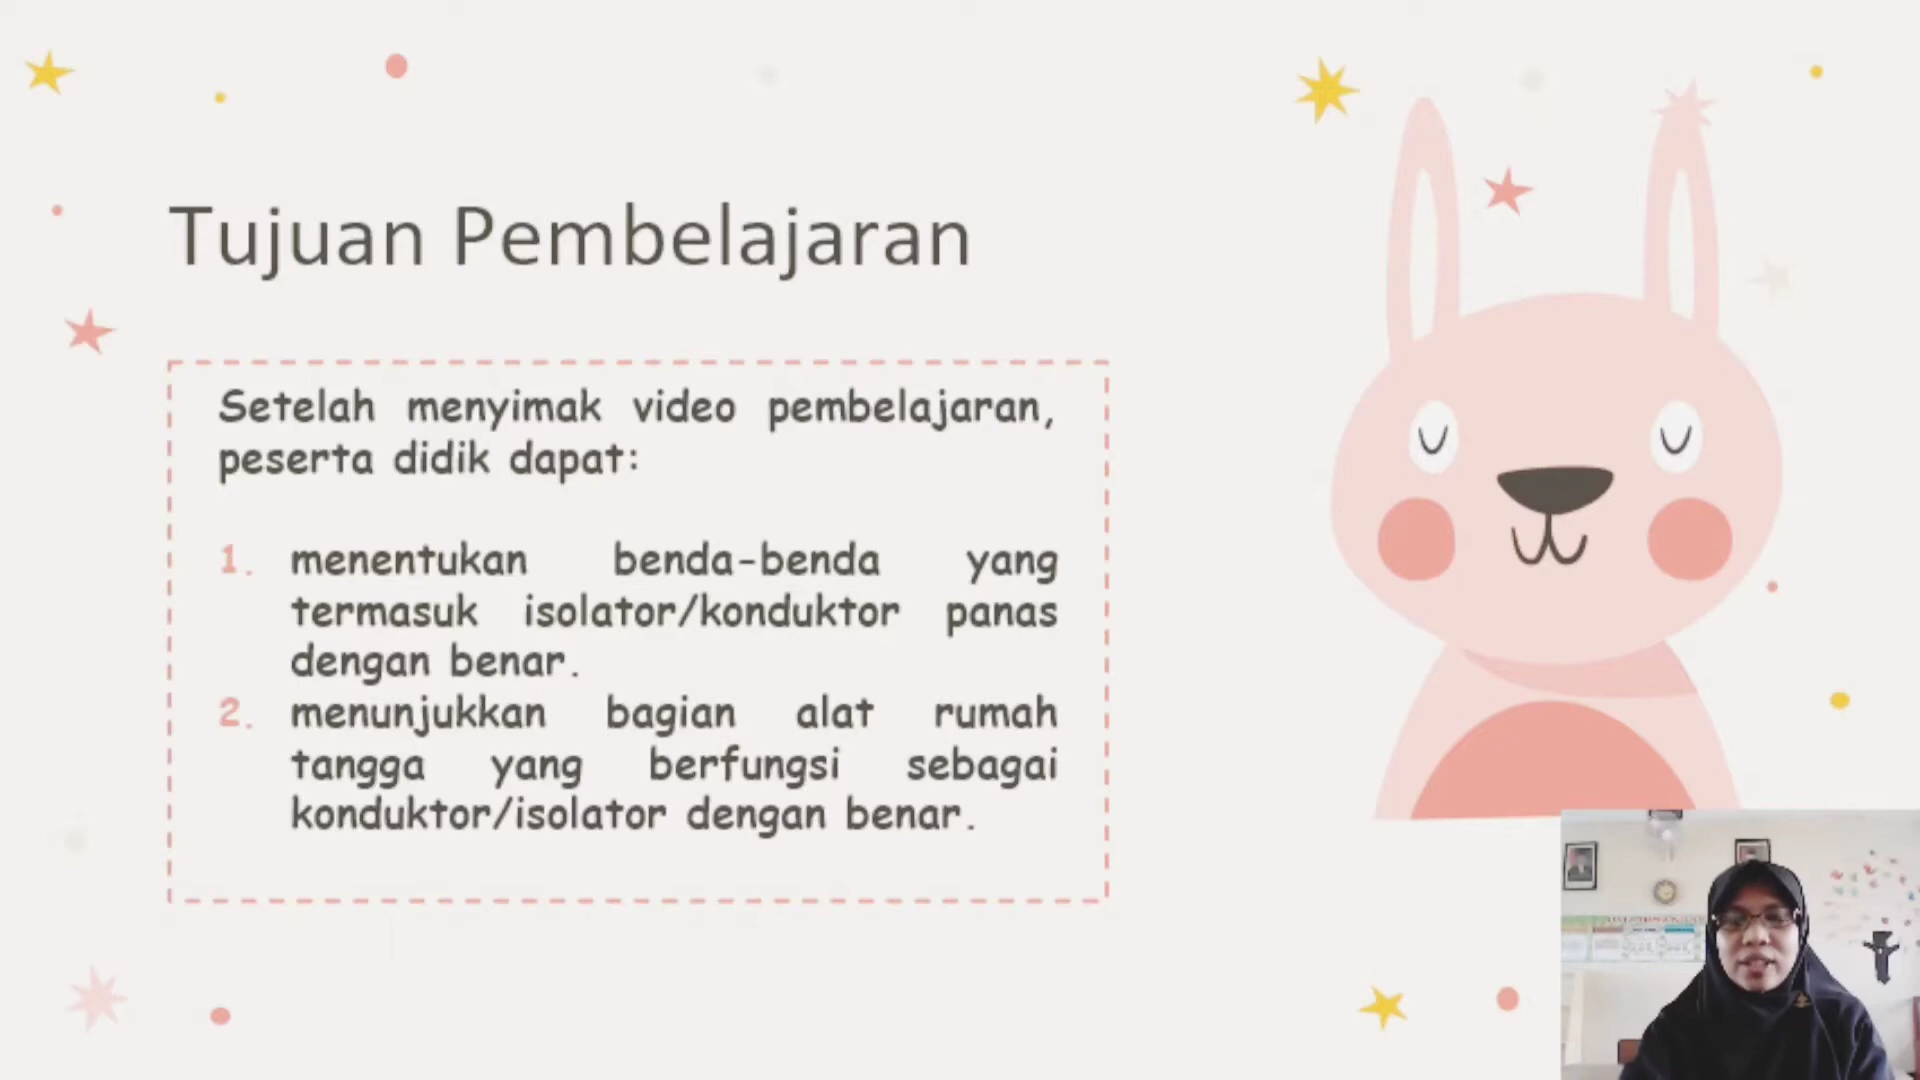 Tujuan Pembelajaran
Setelah menyimak video pembelajaran,
peserta didik dapat:
1. menentukan benda-benda yang
termasuk isolator/konduktor panas
dengan benar.
2. menunjukkan bagian alat rumah
tangga yang berfungsi sebagai
konduktor/isolator dengan benar.